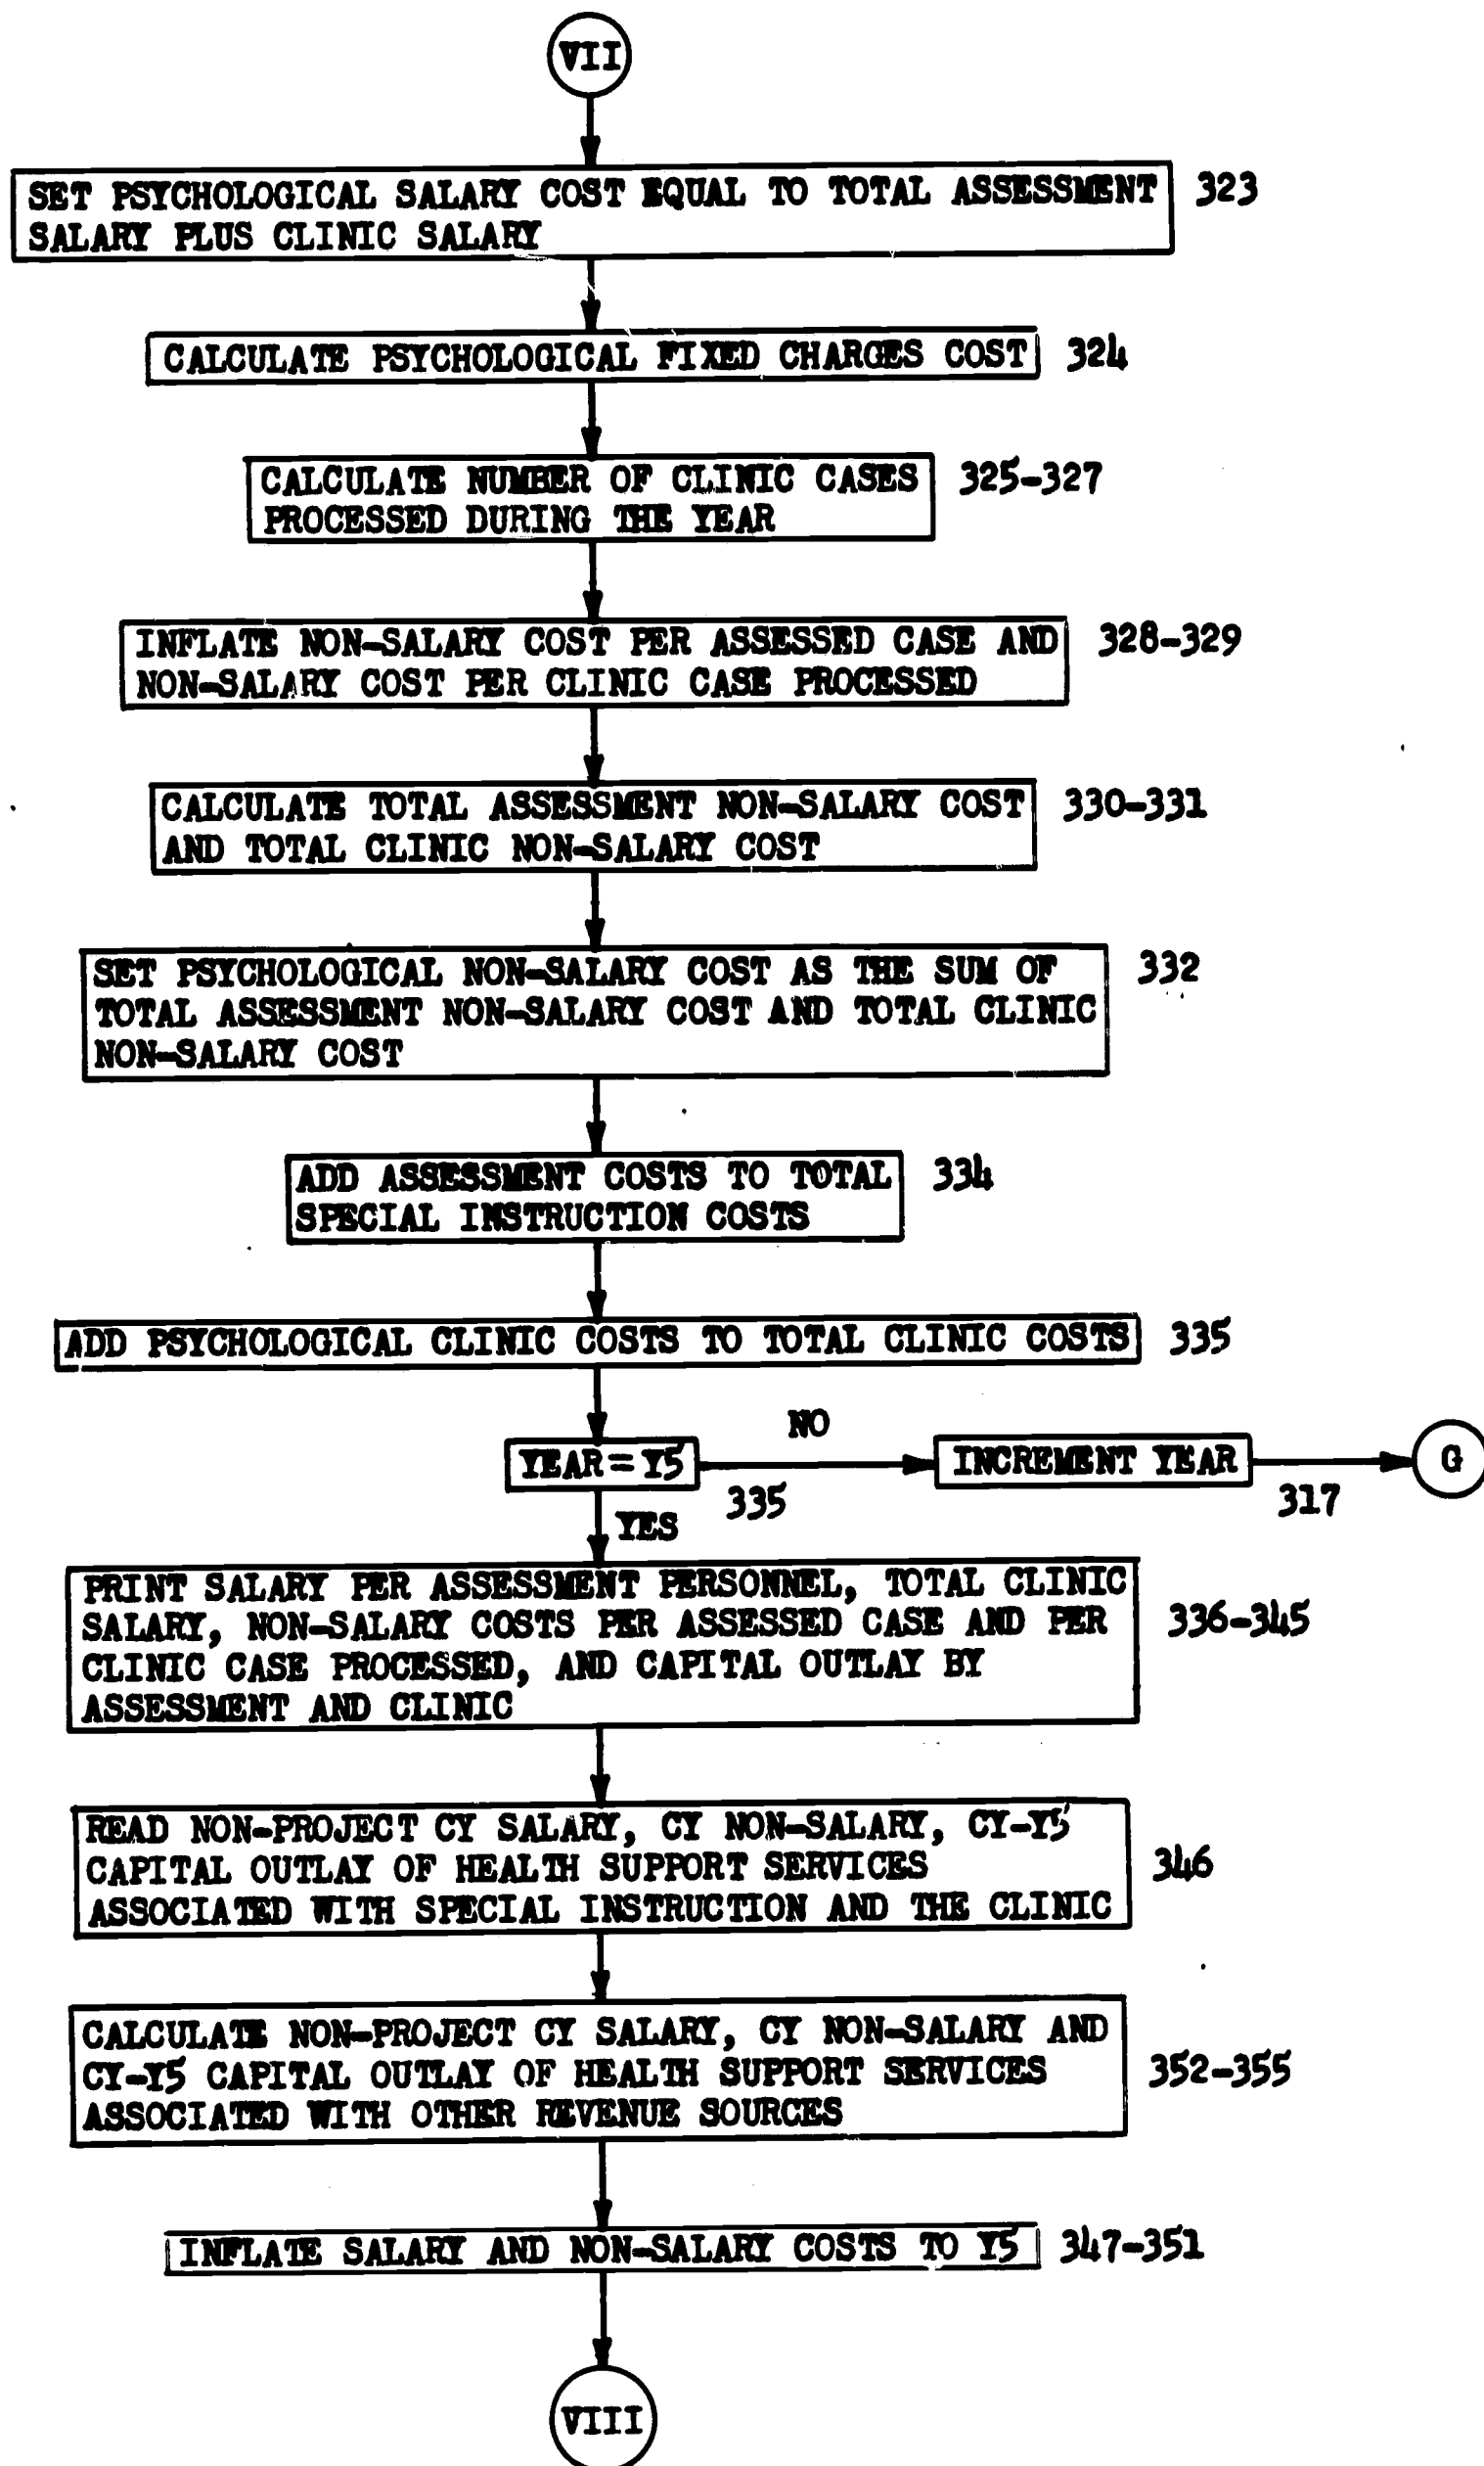 VII
SET PSYCHOLOGICAL SALARY COST EQUAL TO TOTAL ASSESSMENT
SALARY PLUS CLINIC SALARY
323
CALCULATE PSYCHOLOGICAL FIXED CHARGES COST
324
CALCULATE NUMBER OF CLINIC CASES
PROCESSED DURING THE YEAR
325-327
INFLATE NON-SALARY COST PER ASSESSED CASE AND
NON-SALARY COST PER CLINIC CASE PROCESSED
328-329
CALCULATE TOTAL ASSESSMENT NON-SALARY COST
AND TOTAL CLINIC NON-SALARY COST
330-331
SET PSYCHOLOGICAL NON-SALARY COST AS THE SUM OF
TOTAL ASSESSMENT NON-SALARY COST AND TOTAL CLINIC
NON-SALARY COST
332
ADD ASSESSMENT COSTS TO TOTAL
SPECIAL INSTRUCTION COSTS
334
ADD PSYCHOLOGICAL CLINIC COSTS TO TOTAL CLINIC COSTS
335
YEAR = Y5
NO
335
INCREMENT YEAR
317
G
YES
PRINT SALARY PER ASSESSMENT PERSONNEL, TOTAL CLINIC
SALARY, NON-SALARY COSTS PER ASSESSED CASE AND PER
CLINIC CASE PROCESSED, AND CAPITAL OUTLAY BY
ASSESSMENT AND CLINIC
336-345
READ NON-PROJECT CY SALARY, CY NON-SALARY, CY-Y5
CAPITAL OUTLAY OF HEALTH SUPPORT SERVICES
ASSOCIATED WITH SPECIAL INSTRUCTION AND THE CLINIC
346
CALCULATE NON-PROJECT CY SALARY, CY NON-SALARY AND
CY-Y5 CAPITAL OUTLAY OF HEALTH SUPPORT SERVICES
ASSOCIATED WITH OTHER REVENUE SOURCES
352-355
INFLATE SALARY AND NON-SALARY COSTS TO Y5
347-351
VIII